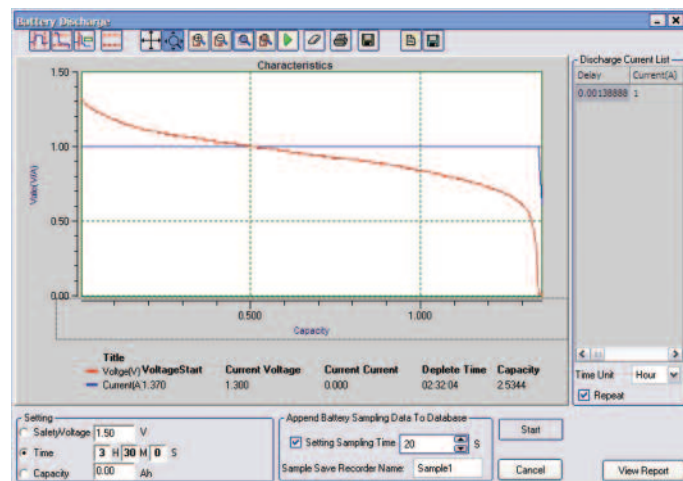 Battery Discharge
Characteristics
1.50
1.00
0.50
0.00
Vale(V/A)
0.500
1.000
Capacity
Title
Voltge(V)
VoltageStart
Current Voltage
Current Current
Deplete Time
Capacity
Current(A
1.370
1.300
0.000
02:32:04
2.5344
Discharge Current List
Delay
Current(A)
0.00138888
1
Time Unit
Hour
Repeat
Setting
SafetyVoltage
1.50
V
Time
3 H 30 M 0 S
Capacity
0.00
Ah
Append Battery Sampling Data To Database
Setting Sampling Time
20
S
Sample Save Recorder Name:
Sample1
Start
Cancel
View Report